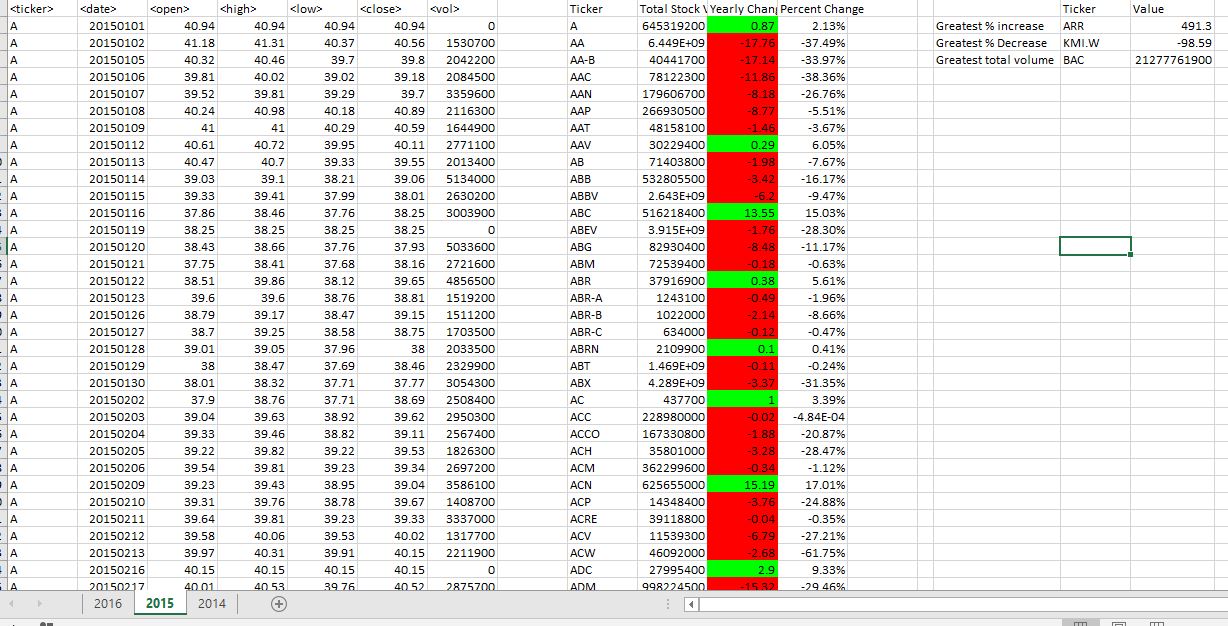 <ticker> <date> <open> <high> <low> <close> <vol> Ticker Total Stock Yearly Chang Percent Change Ticker Value
A 20150101 40.94 40.94 40.94 40.94 0 A 645319200 0.87 2.13% Greatest % increase ARR 491.3
A 20150102 41.18 41.31 40.37 40.56 1530700 AA 6.449E+09 -17.76 -37.49% Greatest % Decrease KMI.W -98.59
A 20150105 40.32 40.46 39.7 39.8 2042200 AA-B 40441700 -17.14 -33.97% Greatest total volume BAC 21277761900
A 20150106 39.81 40.02 39.02 39.18 2084500 AAC 78122300 -11.86 -38.36%
A 20150107 39.52 39.81 39.29 39.7 3359600 AAN 179606700 -8.18 -26.76%
A 20150108 40.24 40.98 40.18 40.89 2116300 AAP 266930500 -8.77 -5.51%
A 20150109 41 41 40.29 40.59 1644900 AAT 48158100 -1.46 -3.67%
A 20150112 40.61 40.72 39.95 40.11 2771100 AAV 30229400 0.29 6.05%
A 20150113 40.47 40.7 39.33 39.55 2013400 AB 71403800 -1.98 -7.67%
A 20150114 39.03 39.1 38.21 39.06 5134000 ABB 532805500 -3.42 -16.17%
A 20150115 39.33 39.41 37.99 38.01 2630200 ABBV 2.643E+09 -6.2 -9.47%
A 20150116 37.86 38.46 37.76 38.25 3003900 ABC 516218400 13.55 15.03%
A 20150119 38.25 38.25 38.25 38.25 0 ABEV 3.915E+09 -1.76 -28.30%
A 20150120 38.43 38.66 37.76 37.93 5033600 ABG 82930400 -8.48 -11.17%
A 20150121 37.75 38.41 37.68 38.16 2721600 ABM 72539400 -0.18 -0.63%
A 20150122 38.51 39.86 38.12 39.65 4856500 ABR 37916900 0.38 5.61%
A 20150123 39.6 39.6 38.76 38.81 1519200 ABR-A 1243100 -0.49 -1.96%
A 20150126 38.79 39.17 38.47 39.15 1511200 ABR-B 1022000 -2.14 -8.66%
A 20150127 38.7 39.25 38.58 38.75 1703500 ABR-C 634000 -0.12 -0.47%
A 20150128 39.01 39.05 37.96 38 2033500 ABRN 2109900 0.1 0.41%
A 20150129 38 38.47 37.69 38.46 2329900 ABT 1.469E+09 -0.11 -0.24%
A 20150130 38.01 38.32 37.71 37.77 3054300 ABX 4.289E+09 -3.37 -31.35%
A 20150202 37.9 38.76 37.71 38.69 2508400 AC 437700 1 3.39%
A 20150203 39.04 39.63 38.92 39.62 2950300 ACC 228980000 -0.02 -4.84E-04
A 20150204 39.33 39.46 38.82 39.11 2567400 ACCO 167330800 -1.88 -20.87%
A 20150205 39.22 39.82 39.22 39.53 1826300 ACH 35801000 -3.28 -28.47%
A 20150206 39.54 39.81 39.23 39.34 2697200 ACM 362299600 -0.34 -1.12%
A 20150209 39.23 39.43 38.95 39.04 3586100 ACN 625655000 15.19 17.01%
A 20150210 39.31 39.76 38.78 39.67 1408700 ACP 14348400 -3.76 -24.88%
A 20150211 39.64 39.81 39.23 39.33 3337000 ACRE 39118800 -0.04 -0.35%
A 20150212 39.58 40.06 39.53 40.02 1317700 ACV 11539300 -6.79 -27.21%
A 20150213 39.97 40.31 39.91 40.15 2211900 ACW 46092000 -2.68 -61.75%
A 20150216 40.15 40.15 40.15 40.15 0 ADC 27995400 2.9 9.33%
A 20150217 40.01 40.53 39.76 40.52 2875700 ADM 998224500 -15.32 -29.46%
2016 2015 2014